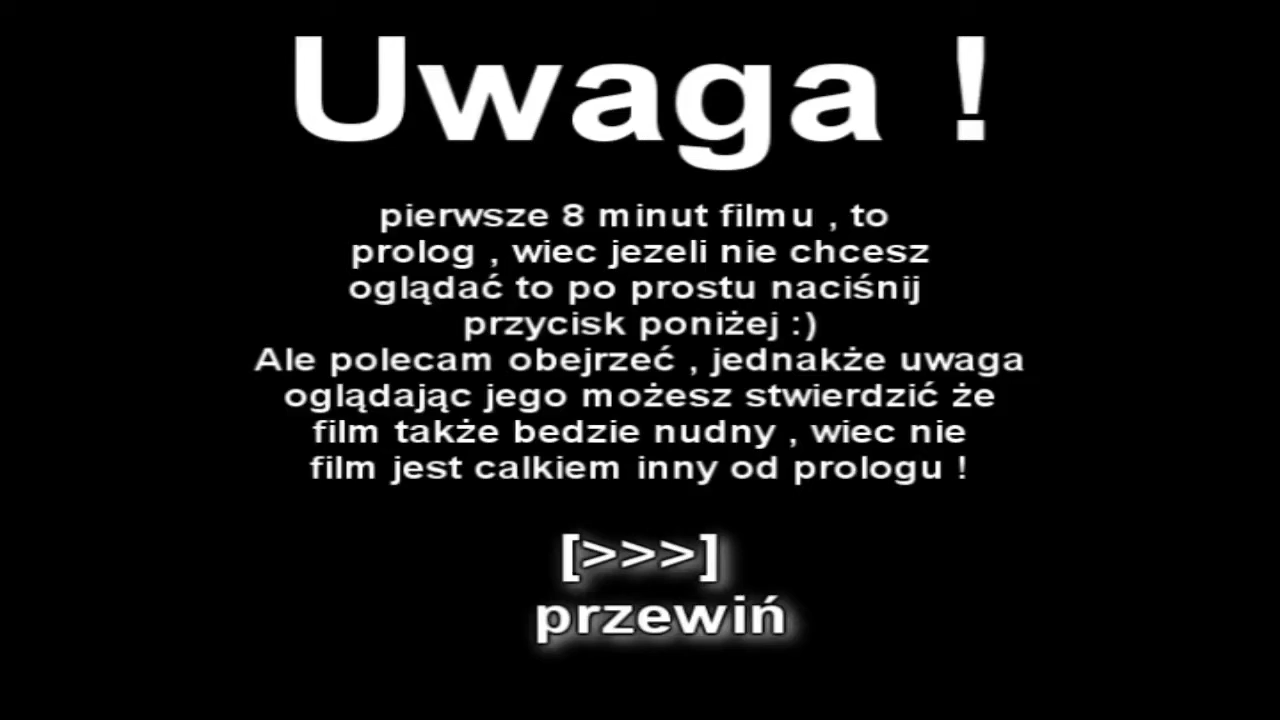 Uwaga !
pierwsze 8 minut filmu , to
prolog , wiec jezeli nie chcesz
oglądać to po prostu naciśnij
przycisk poniżej :)
Ale polecam obejrzeć , jednakże uwaga
oglądając jego możesz stwierdzić że
film także bedzie nudny , wiec nie
film jest calkiem inny od prologu !
[>>>]
przewiń